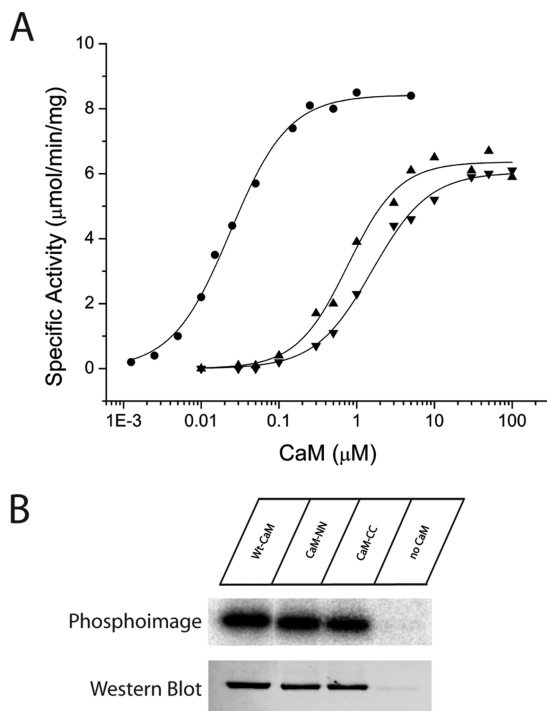 A
Specific Activity (μmol/min/mg)
10
8
6
4
2
0
1E-3 0.01 0.1 1 10 100
CaM (μM)
B
Wt-CaM CaM-NN CaM-CC no CaM
Phosphoimage
Western Blot